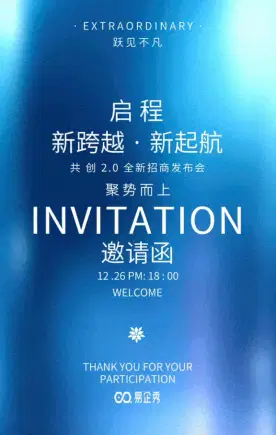 · EXTRAORDINARY ·
跃见不凡
启程
新跨越 · 新起航
共 创 2.0 全新招商发布会
聚势而上
INVITATION
邀请函
12 .26 PM: 18 : 00
WELCOME
THANK YOU FOR YOUR
PARTICIPATION
易企秀